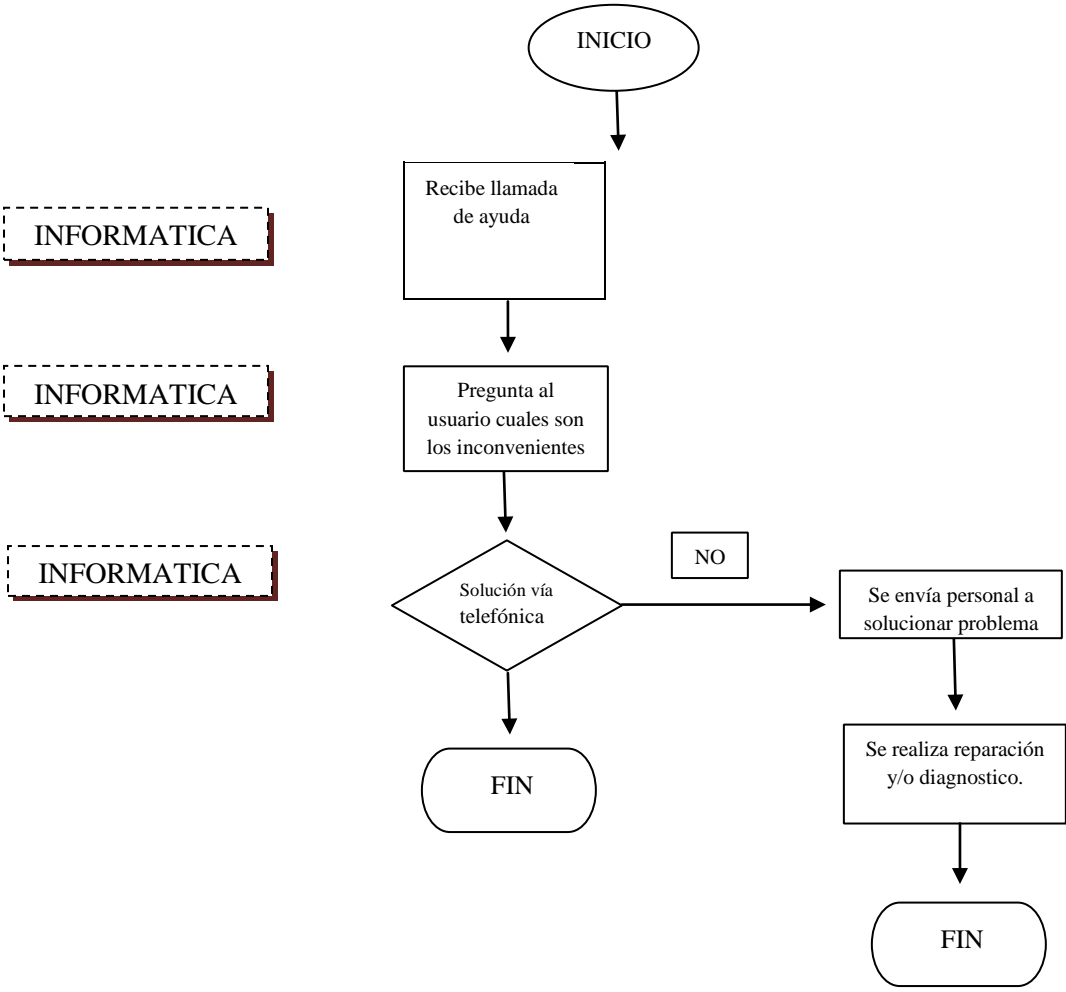 INICIO
Recibe llamada
de ayuda
INFORMATICA
INFORMATICA
Pregunta al
usuario cuales son
los inconvenientes
INFORMATICA
Solución vía
telefónica
NO
Se envía personal a
solucionar problema
Se realiza reparación
y/o diagnostico.
FIN
FIN